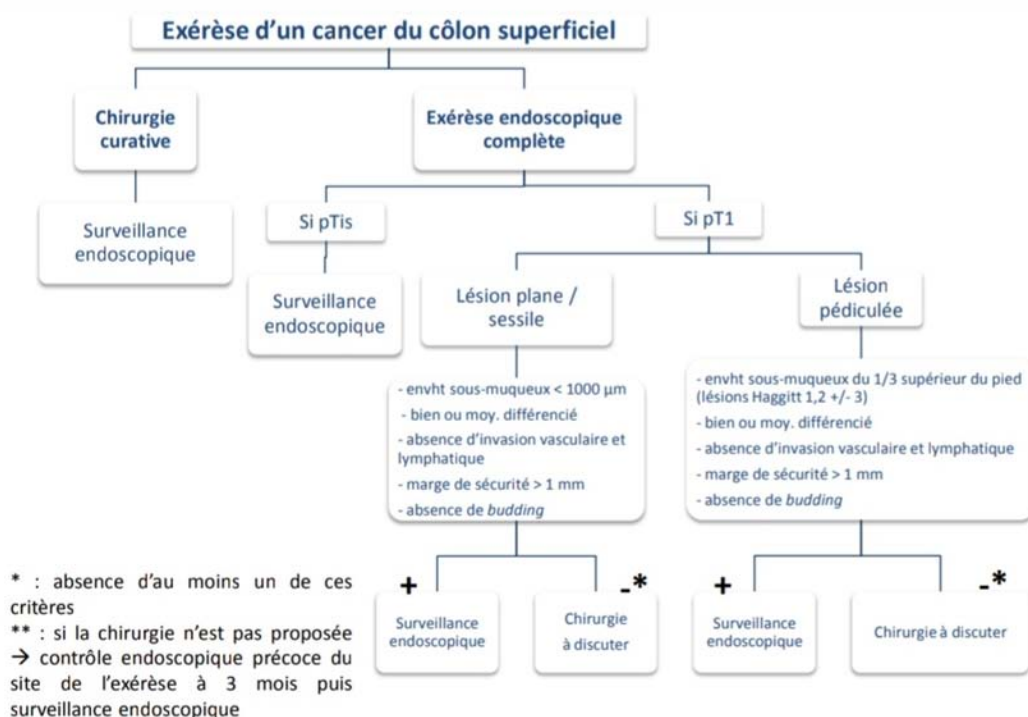 Exérèse d'un cancer du côlon superficiel
Chirurgie
curative
Exérèse endoscopique
complète
Surveillance
endoscopique
Si pTis
Si pT1
Surveillance
endoscopique
Lésion plane /
sessile
Lésion
pédiculée
- envht sous-muqueux < 1000 µm
- bien ou moy. différencié
- absence d'invasion vasculaire et
lymphatique
- marge de sécurité > 1 mm
- absence de budding
- envht sous-muqueux du 1/3 supérieur du pied
(lésions Haggitt 1,2 +/- 3)
- bien ou moy. différencié
- absence d'invasion vasculaire et lymphatique
- marge de sécurité > 1 mm
- absence de budding
+
-*
+
-*
Surveillance
endoscopique
Chirurgie
à discuter
Surveillance
endoscopique
Chirurgie à discuter
* : absence d'au moins un de ces
critères
** : si la chirurgie n'est pas proposée
→ contrôle endoscopique précoce du
site de l'exérèse à 3 mois puis
surveillance endoscopique